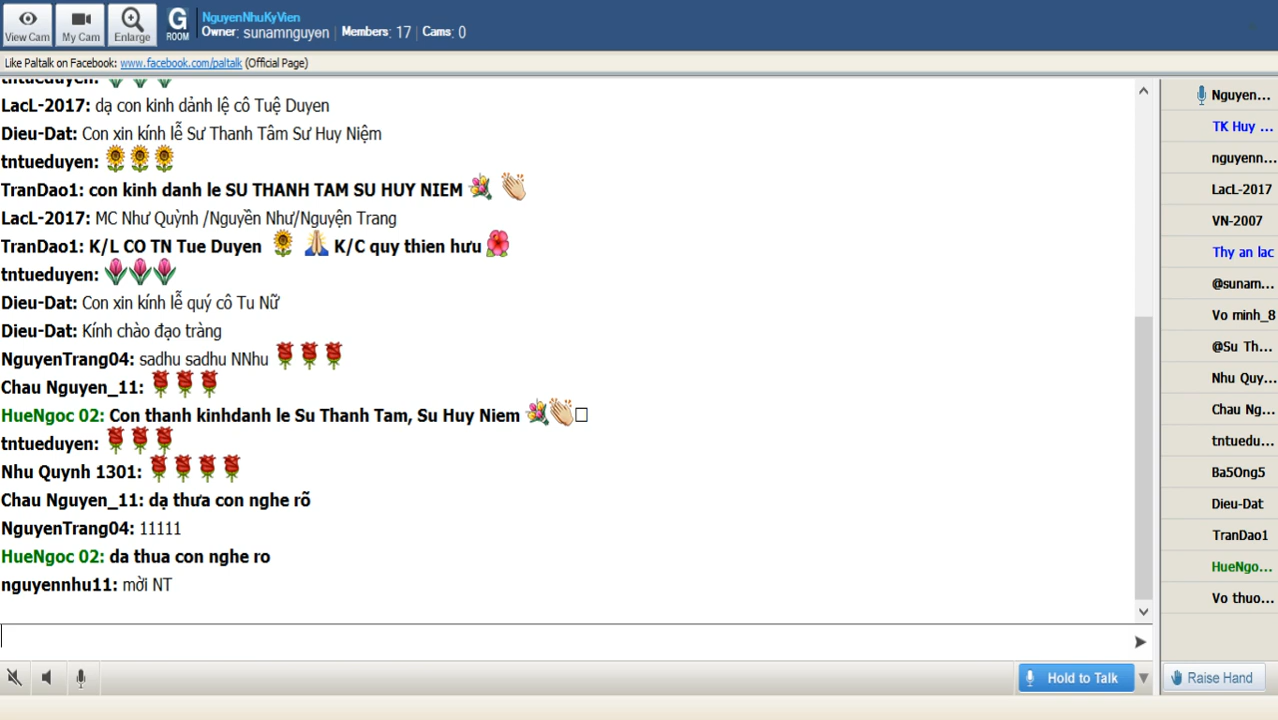 View Cam
My Cam
Enlarge
G
ROOM
NguyenNhuKyVien
Owner: sunamnguyen | Members: 17 | Cams: 0
Like Paltalk on Facebook: www.facebook.com/paltalk (Official Page)
tntueduyen:
LacL-2017: dạ con kinh dảnh lệ cô Tuệ Duyen
Dieu-Dat: Con xin kính lễ Sư Thanh Tâm Sư Huy Niệm
tntueduyen:
TranDao1: con kinh danh le SU THANH TAM SU HUY NIEM
LacL-2017: MC Như Quỳnh /Nguyễn Như/Nguyện Trang
TranDao1: K/L CO TN Tue Duyen K/C quy thien hưu
tntueduyen:
Dieu-Dat: Con xin kính lễ quý cô Tu Nữ
Dieu-Dat: Kính chào đạo tràng
NguyenTrang04: sadhu sadhu NNhu
Chau Nguyen_11:
HueNgoc 02: Con thanh kinhdanh le Su Thanh Tam, Su Huy Niem
tntueduyen:
Nhu Quynh 1301:
Chau Nguyen_11: dạ thưa con nghe rõ
NguyenTrang04: 11111
HueNgoc 02: da thua con nghe ro
nguyennhu11: mời NT
Nguyen...
TK Huy ...
nguyenn...
LacL-2017
VN-2007
Thy an lac
@sunam...
Vo minh_8
@Su Th...
Nhu Quy...
Chau Ng...
tntuedu...
Ba5Ong5
Dieu-Dat
TranDao1
HueNgo...
Vo thuo...
Hold to Talk
Raise Hand